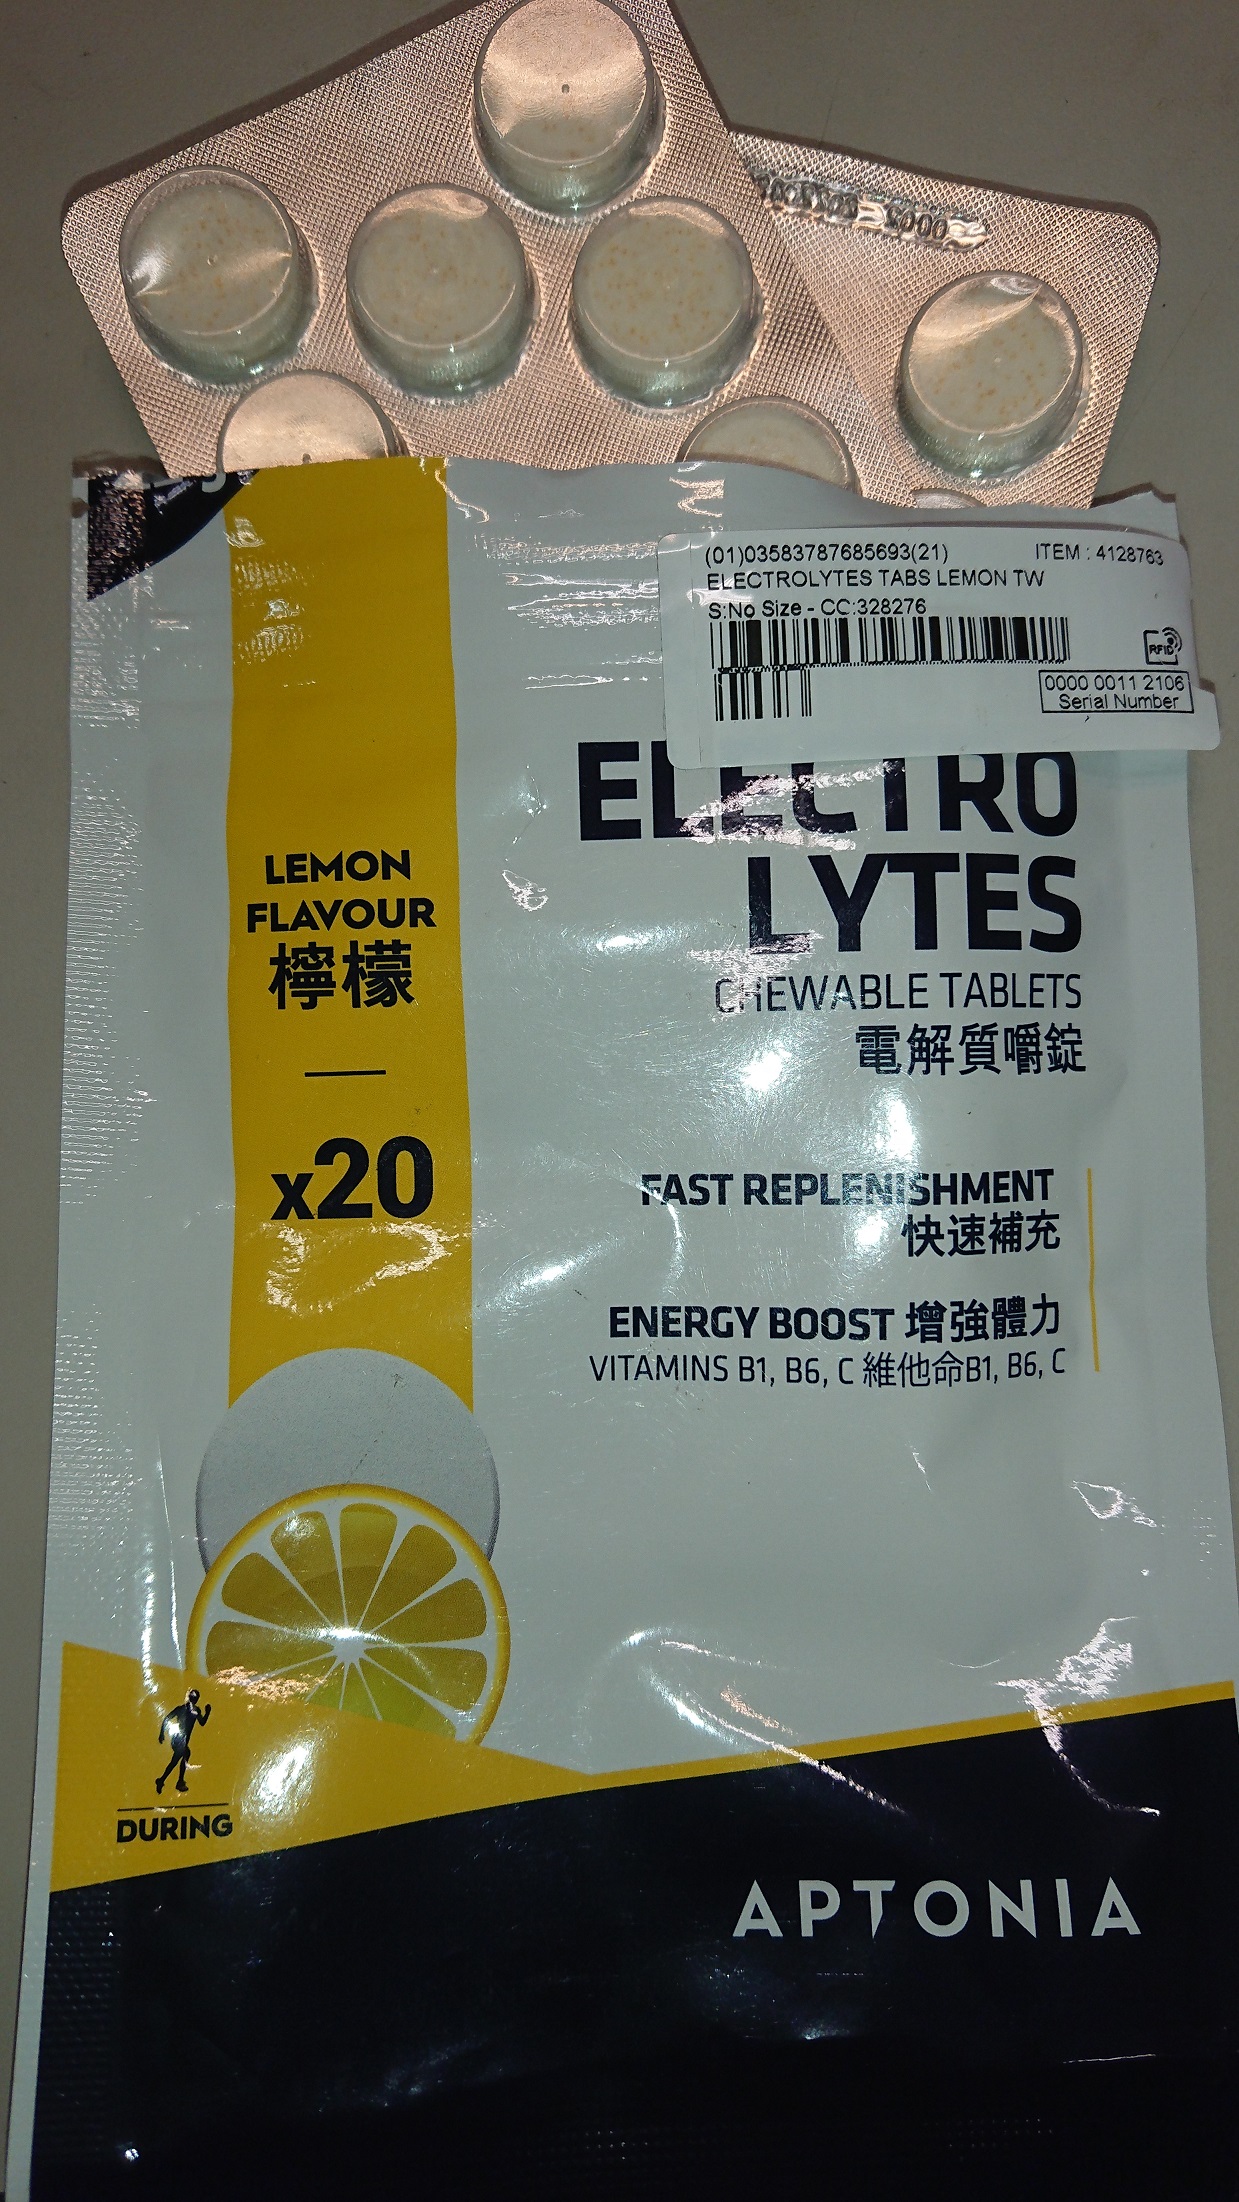 (01)03583787685693(21) ITEM : 4128763
ELECTROLYTES TABS LEMON TW
S:No Size - CC:328276
RFID
0000 0011 2106
Serial Number
ELECTRO
LYTES
CHEWABLE TABLETS
電解質嚼錠
LEMON
FLAVOUR
檸檬
x20
FAST REPLENISHMENT
快速補充
ENERGY BOOST 增強體力
VITAMINS B1, B6, C 維他命B1, B6, C
DURING
APTONIA